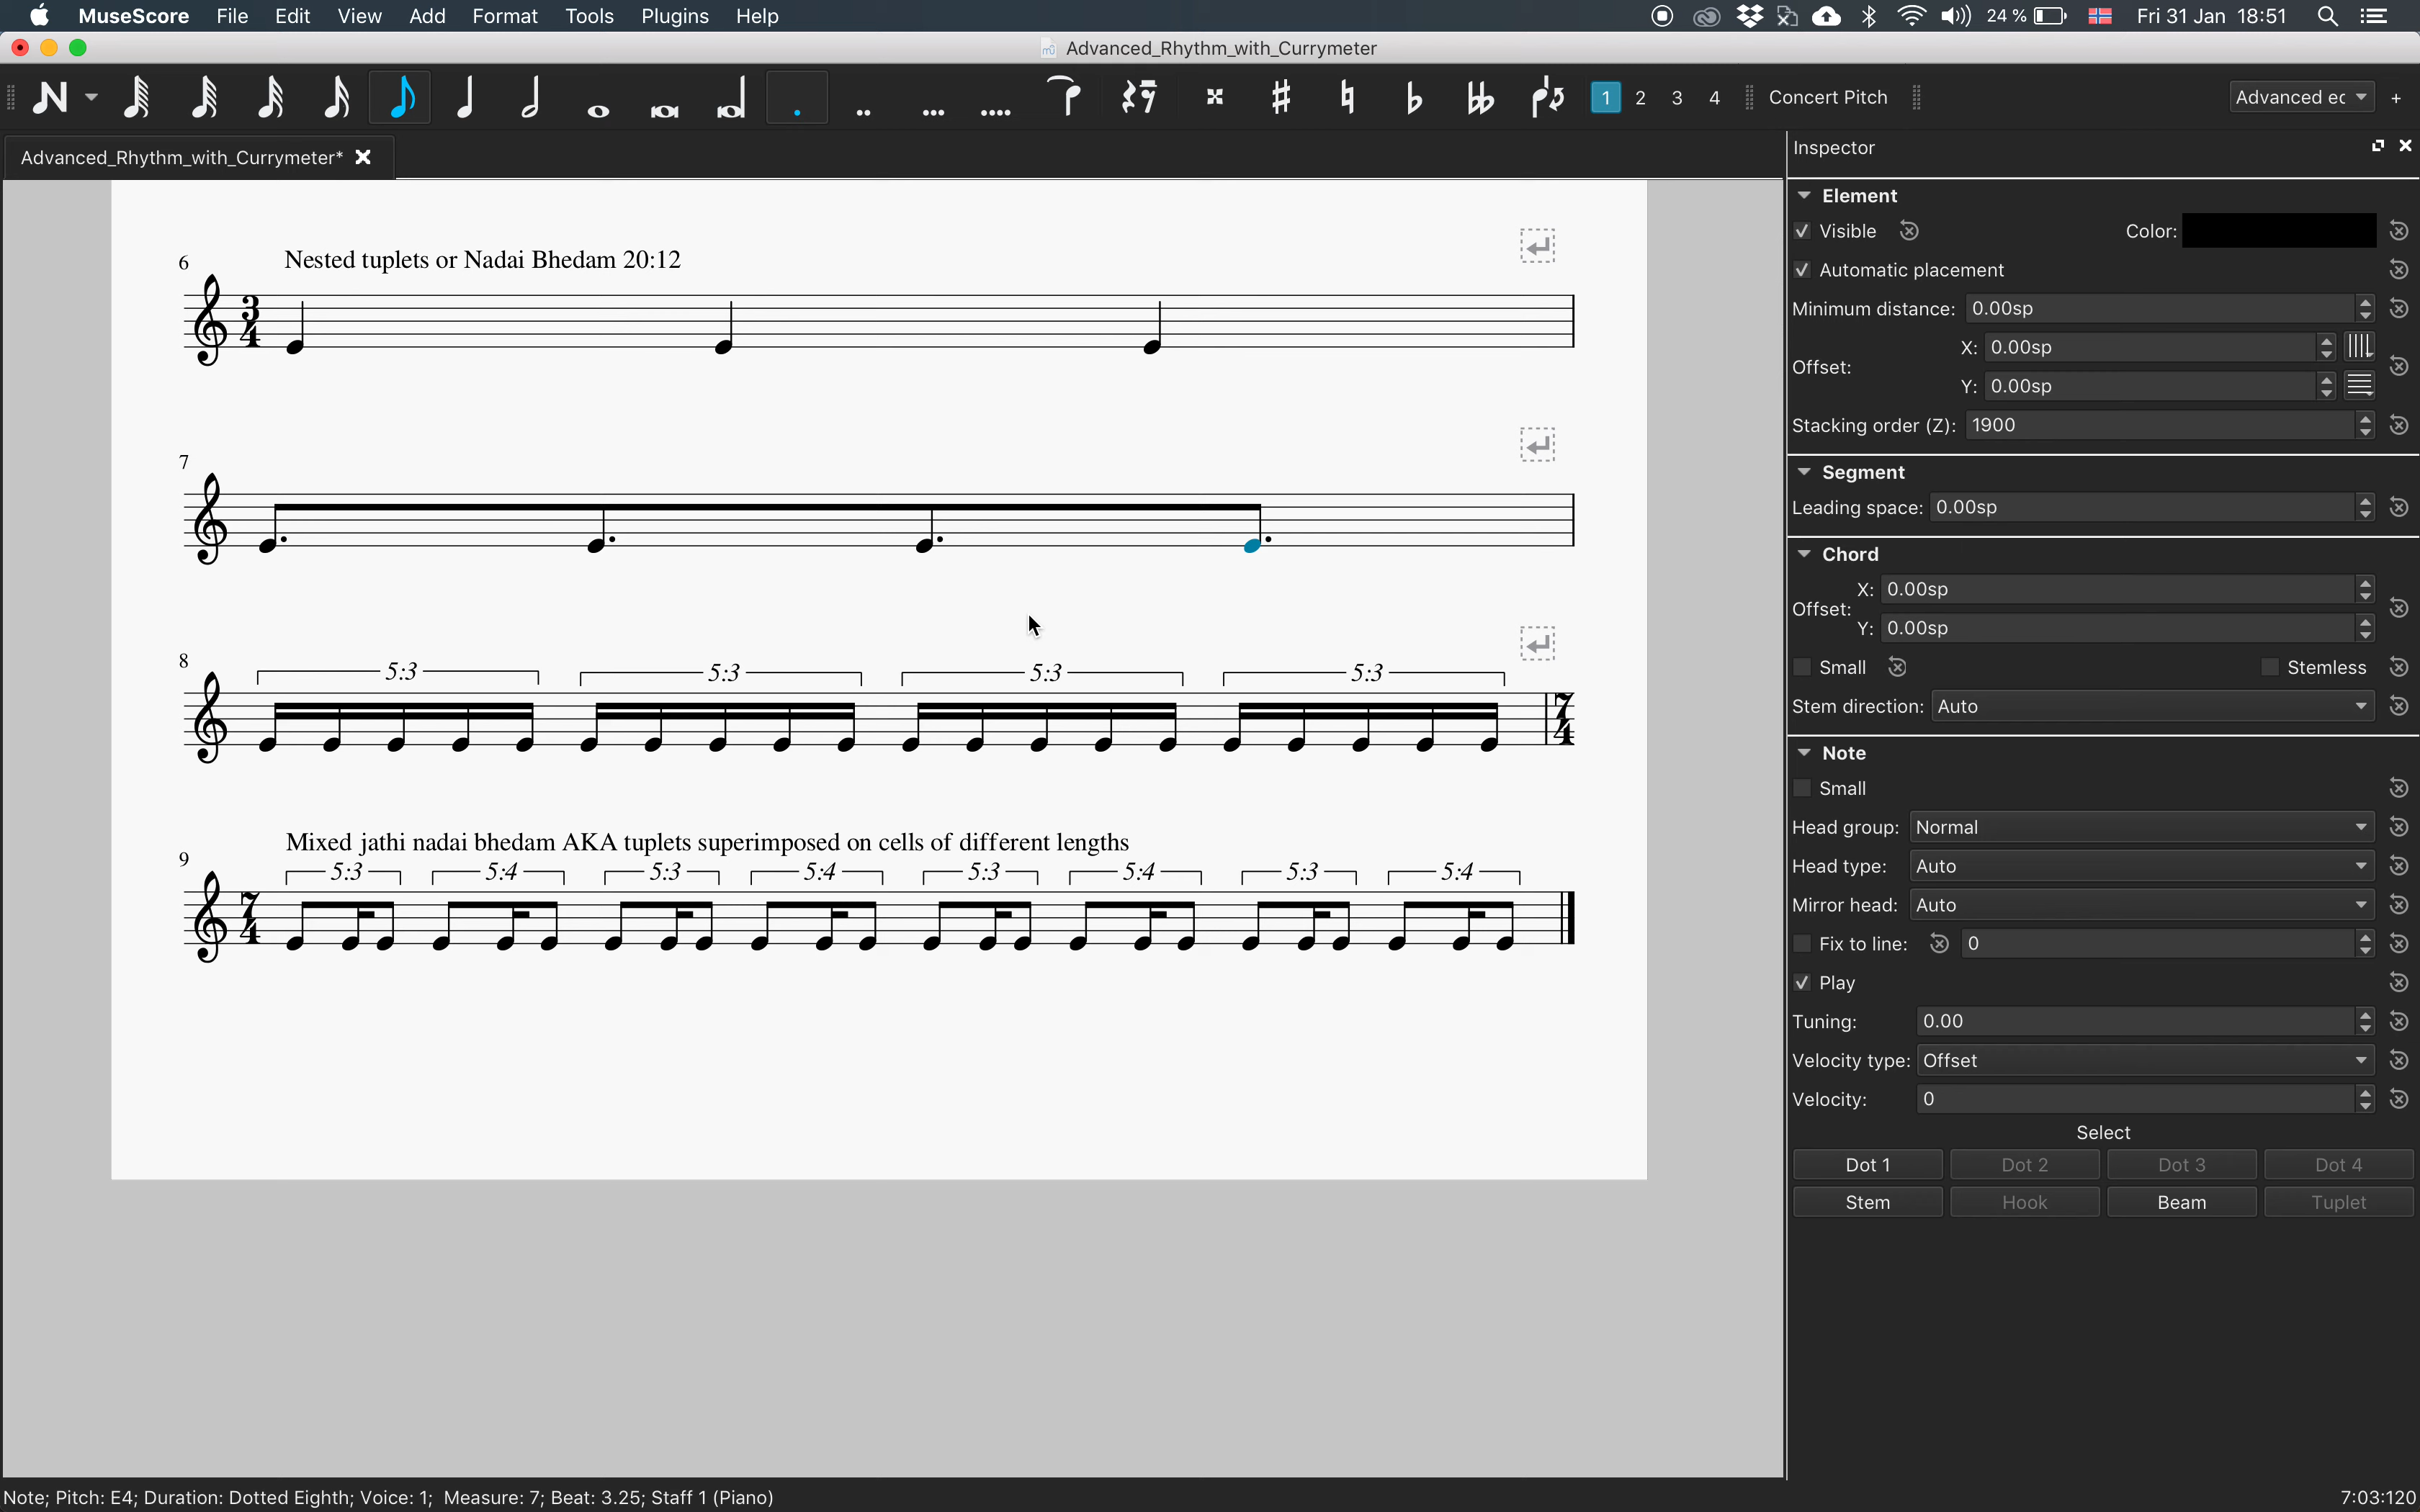 MuseScore File Edit View Add Format Tools Plugins Help 24 % Fri 31 Jan 18:51
Advanced_Rhythm_with_Currymeter
1 2 3 4 Concert Pitch Advanced ec +
Advanced_Rhythm_with_Currymeter*
Inspector
Element
Visible Color:
Automatic placement
Minimum distance: 0.00sp
Offset: X: 0.00sp
Y: 0.00sp
Stacking order (Z): 1900
Segment
Leading space: 0.00sp
Chord
Offset: X: 0.00sp
Y: 0.00sp
Small Stemless
Stem direction: Auto
Note
Small
Head group: Normal
Head type: Auto
Mirror head: Auto
Fix to line: 0
Play
Tuning: 0.00
Velocity type: Offset
Velocity: 0
Select
Dot 1 Dot 2 Dot 3 Dot 4
Stem Hook Beam Tuplet
6 Nested tuplets or Nadai Bhedam 20:12
3
4
7
8 5:3 5:3 5:3 5:3
7
4
Mixed jathi nadai bhedam AKA tuplets superimposed on cells of different lengths
9 5:3 5:4 5:3 5:4 5:3 5:4 5:3 5:4
7
4
Note; Pitch: E4; Duration: Dotted Eighth; Voice: 1; Measure: 7; Beat: 3.25; Staff 1 (Piano) 7:03:120